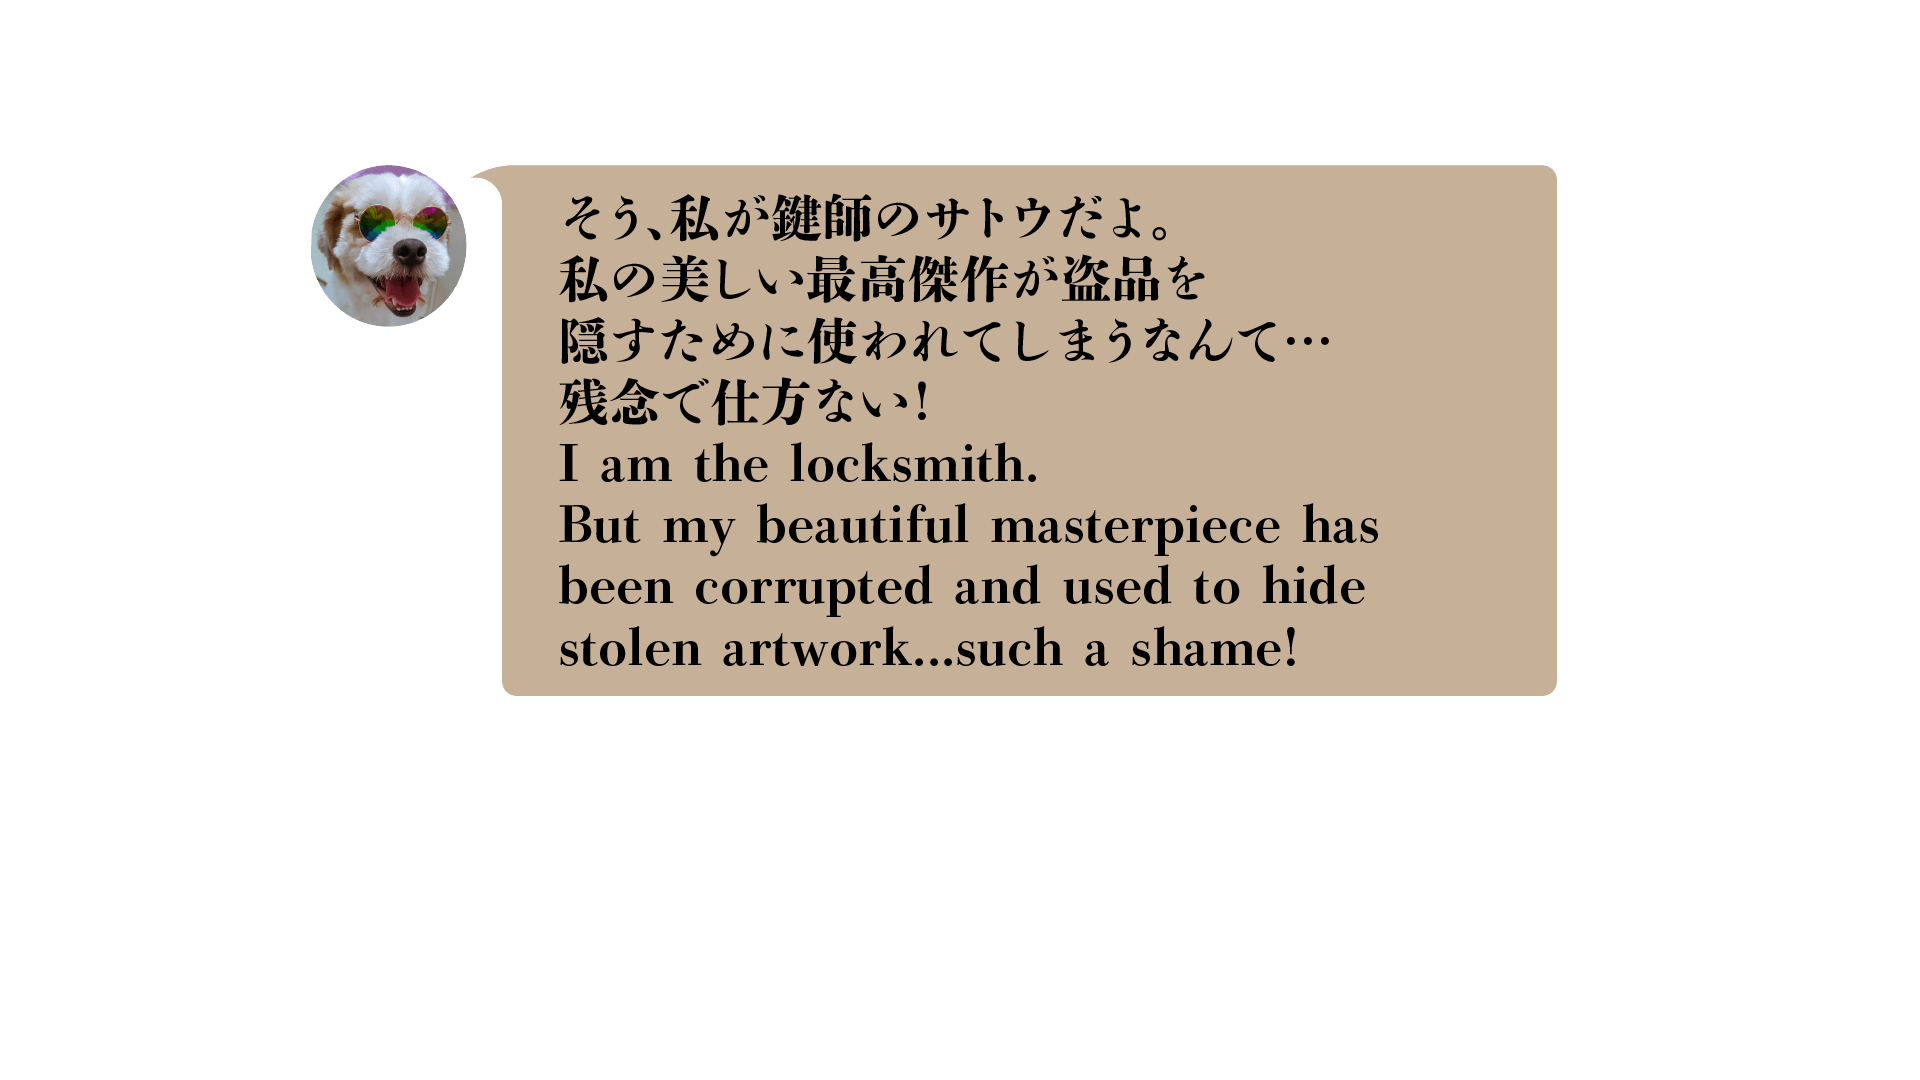 そう、私が鍵師のサトウだよ。
私の美しい最高傑作が盗品を
隠すために使われてしまうなんて…
残念で仕方ない！
I am the locksmith.
But my beautiful masterpiece has
been corrupted and used to hide
stolen artwork...such a shame!